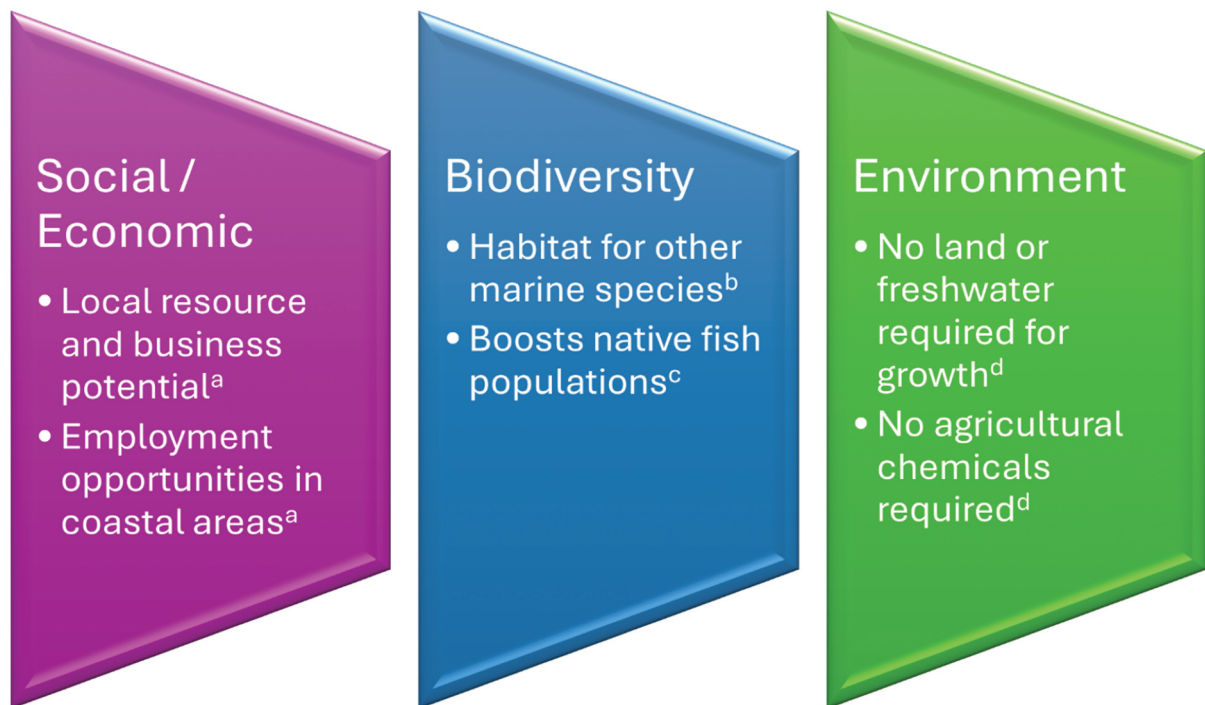 Social /
Economic
• Local resource
and business
potentialᵃ
• Employment
opportunities in
coastal areasᵃ
Biodiversity
• Habitat for other
marine speciesᵇ
• Boosts native fish
populationsᶜ
Environment
• No land or
freshwater
required for
growthᵈ
• No agricultural
chemicals
requiredᵈ